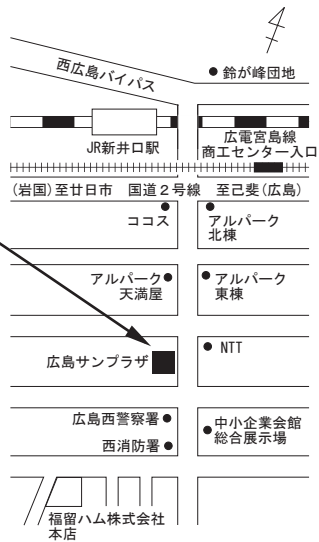 西広島バイパス
鈴が峰団地
JR新井口駅
広電宮島線
商工センター入口
(岩国)至廿日市 国道2号線 至己斐(広島)
ココス
アルパーク
北棟
アルパーク
天満屋
アルパーク
東棟
広島サンプラザ
NTT
広島西警察署
西消防署
中小企業会館
総合展示場
福留ハム株式会社
本店